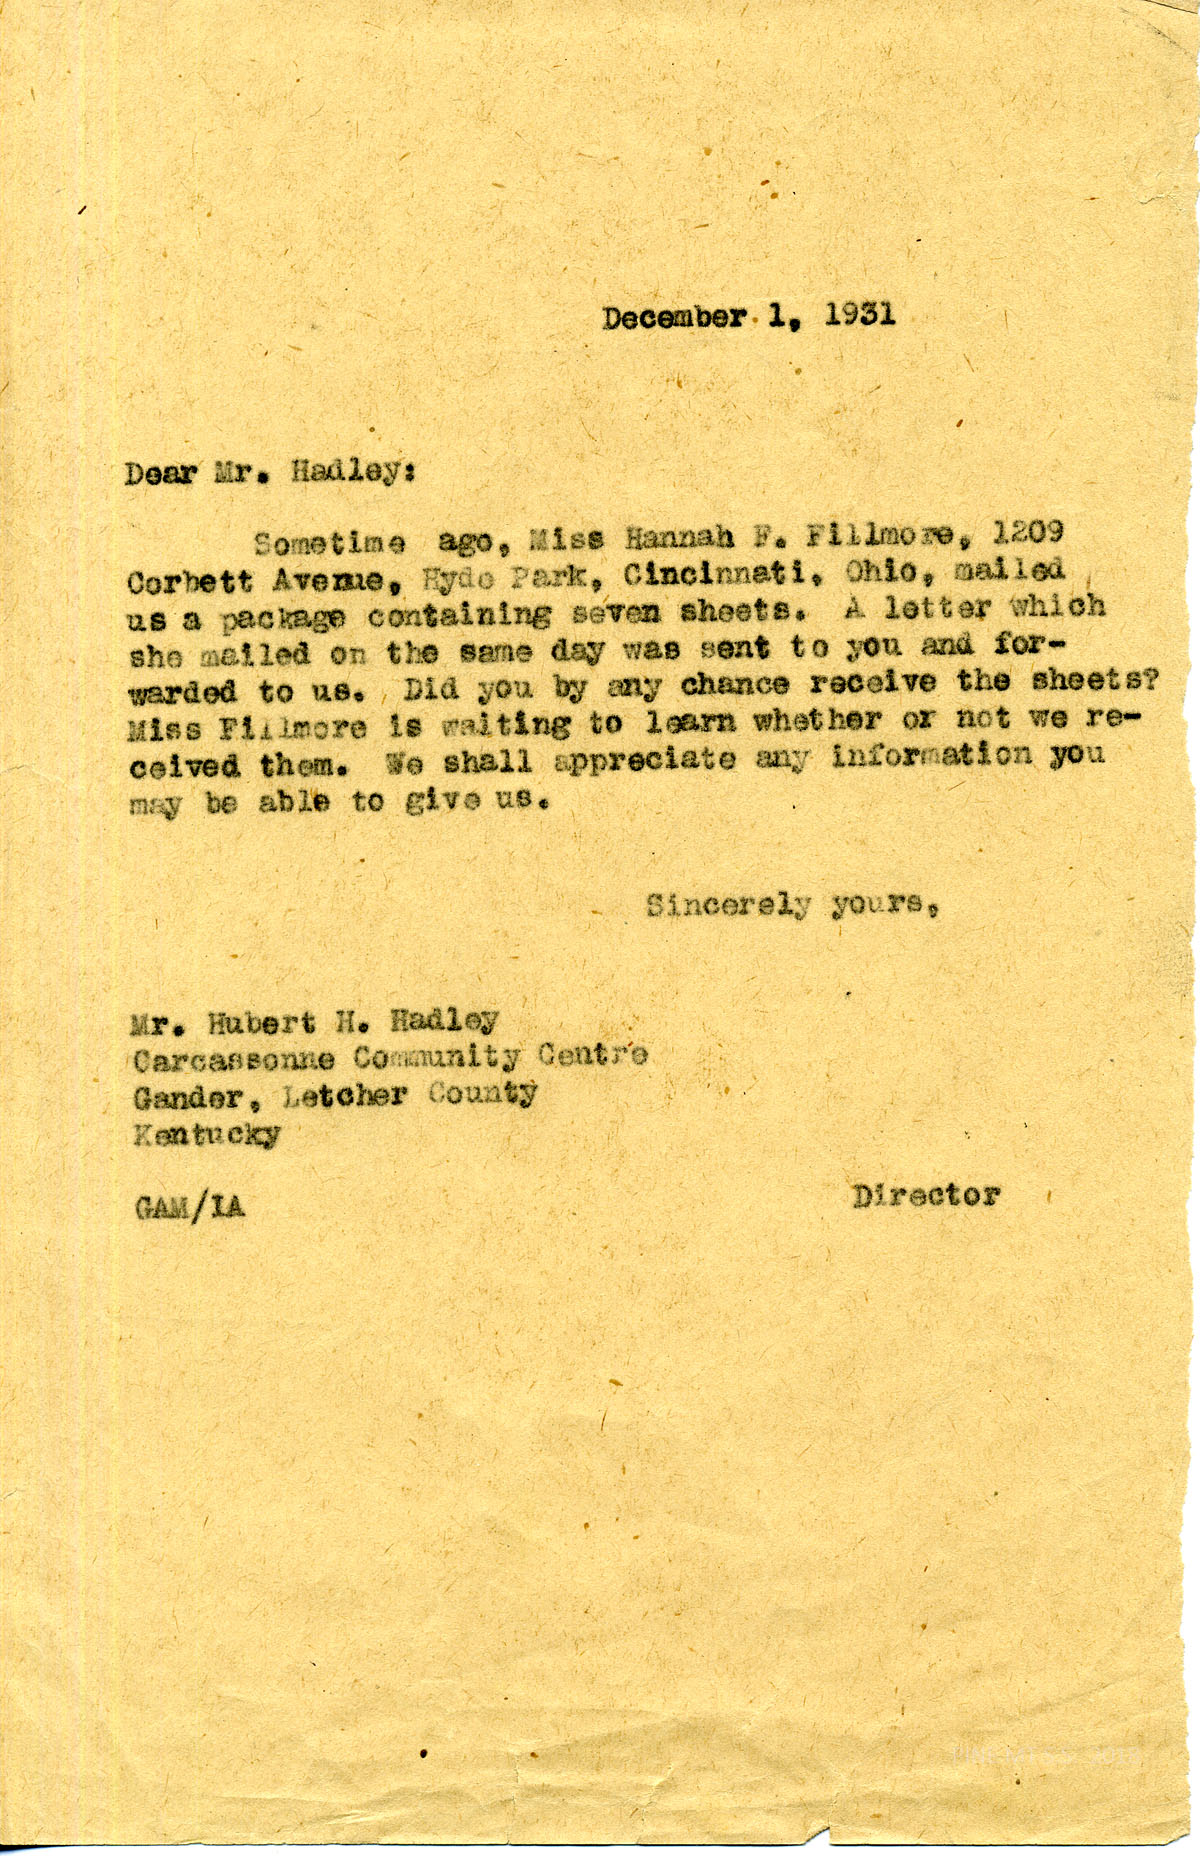 December 1, 1931
Dear Mr. Hadley:
Sometime ago, Miss Hannah F. Fillmore, 1209
Corbett Avenue, Hyde Park, Cincinnati, Ohio, mailed
us a package containing seven sheets. A letter which
she mailed on the same day was sent to you and for-
warded to us. Did you by any chance receive the sheets?
Miss Fillmore is waiting to learn whether or not we re-
ceived them. We shall appreciate any information you
may be able to give us.
Sincerely yours,
Mr. Hubert H. Hadley
Carcassonne Community Centre
Gander, Letcher County
Kentucky
Director
GAM/IA